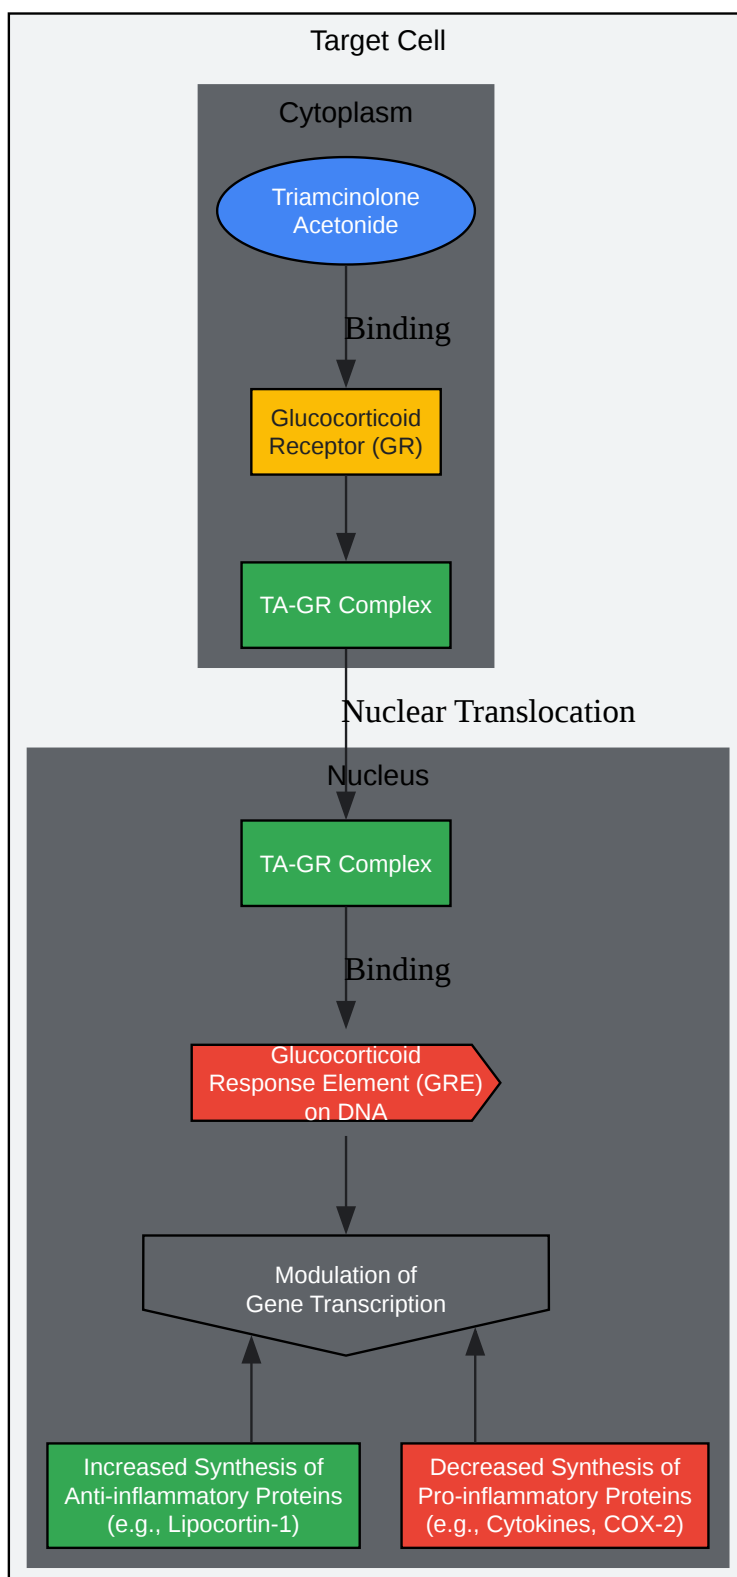 Target Cell
Cytoplasm
Triamcinolone
Acetonide
Binding
Glucocorticoid
Receptor (GR)
TA-GR Complex
Nuclear Translocation
Nucleus
TA-GR Complex
Binding
Glucocorticoid
Response Element (GRE)
on DNA
Modulation of
Gene Transcription
Increased Synthesis of
Anti-inflammatory Proteins
(e.g., Lipocortin-1)
Decreased Synthesis of
Pro-inflammatory Proteins
(e.g., Cytokines, COX-2)